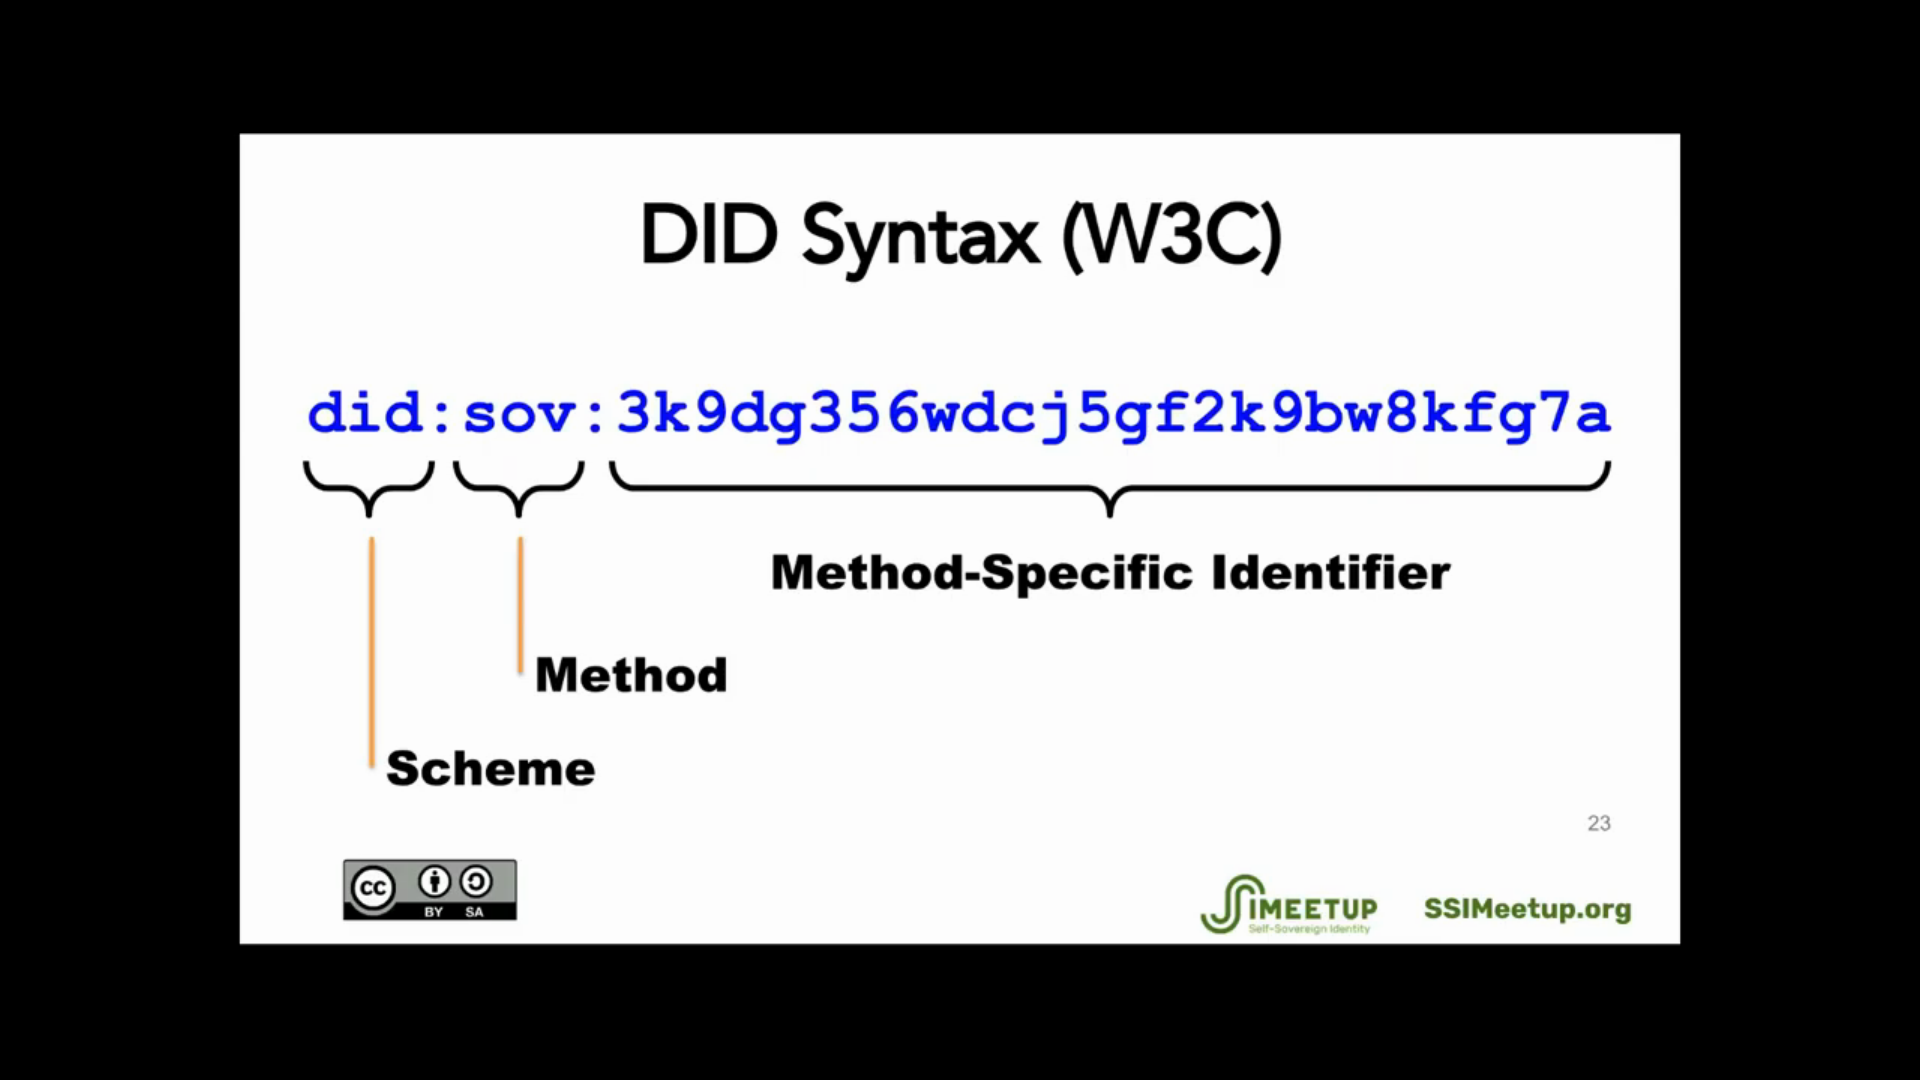 DID Syntax (W3C)
did:sov:3k9dg356wdcj5gf2k9bw8kfg7a
Method-Specific Identifier
Method
Scheme
23
cc BY SA
SSIMEETUP
Self-Sovereign Identity
SSIMeetup.org